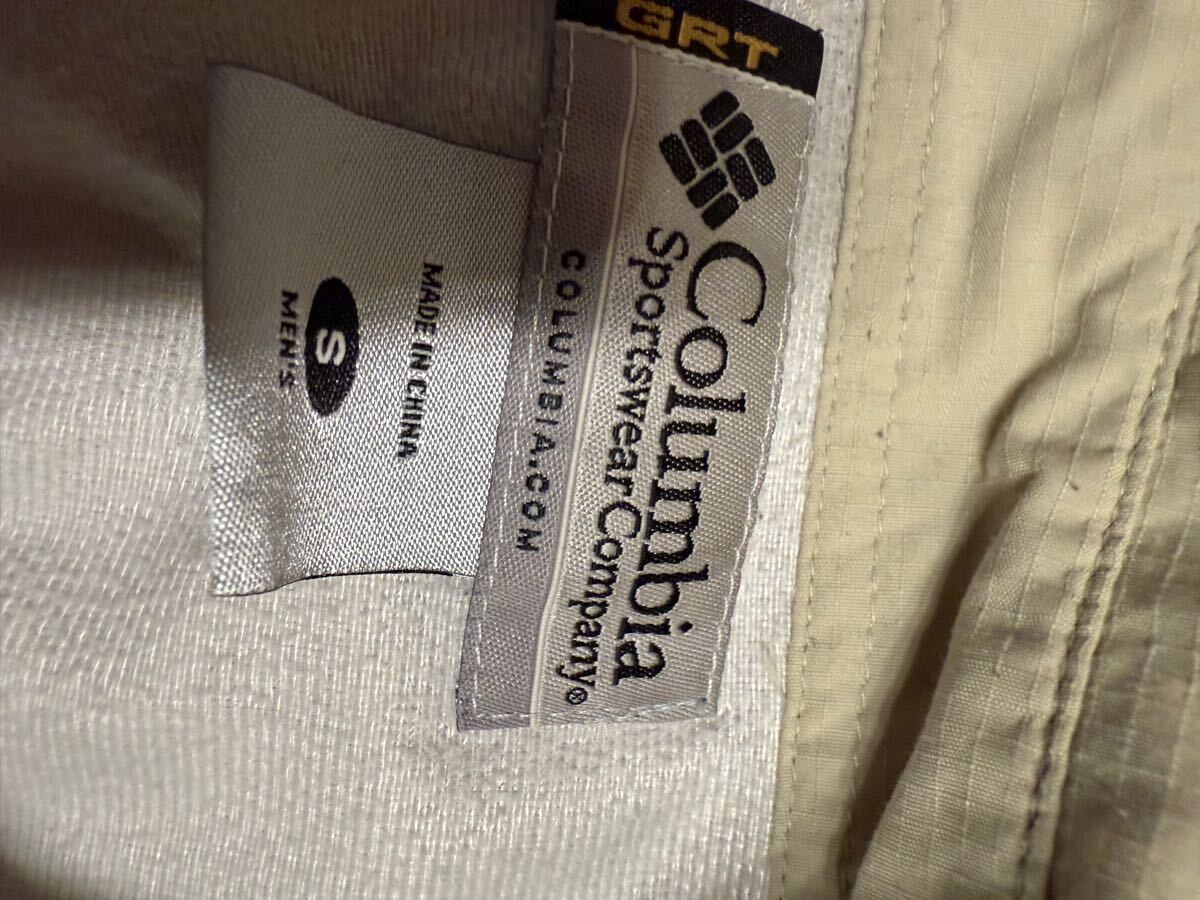 GRT
Columbia
Sportswear Company®
COLUMBIA.COM
MADE IN CHINA
S
MEN'S